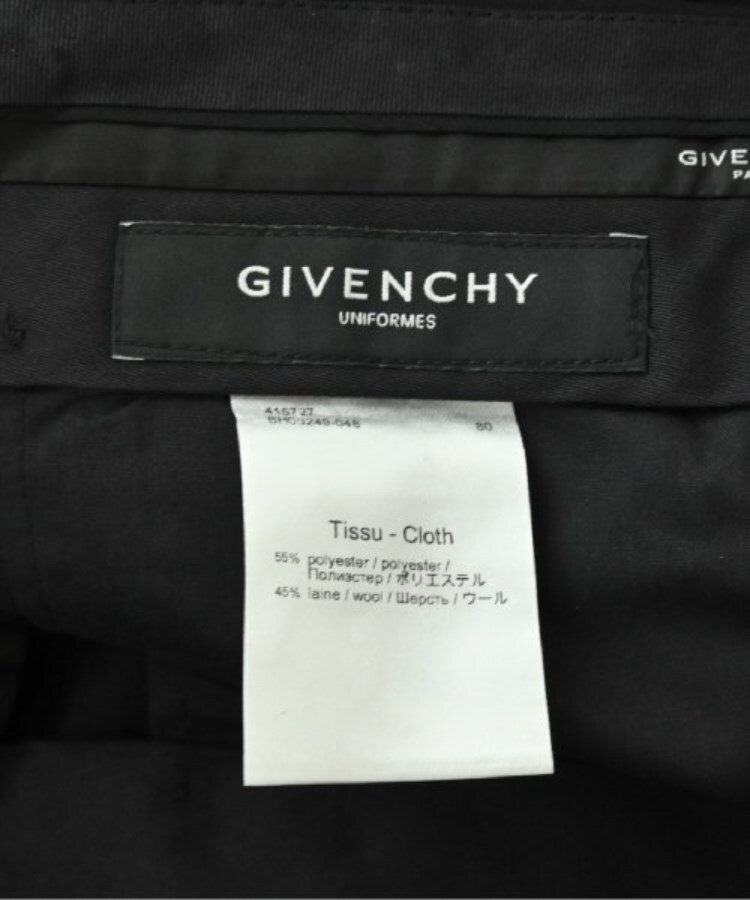 GIVE
PA
GIVENCHY
UNIFORMES
80
Tissu - Cloth
55% polyester / polyester /
Полиэстер / ポリエステル
45% laine / wool / Шерсть / ウール